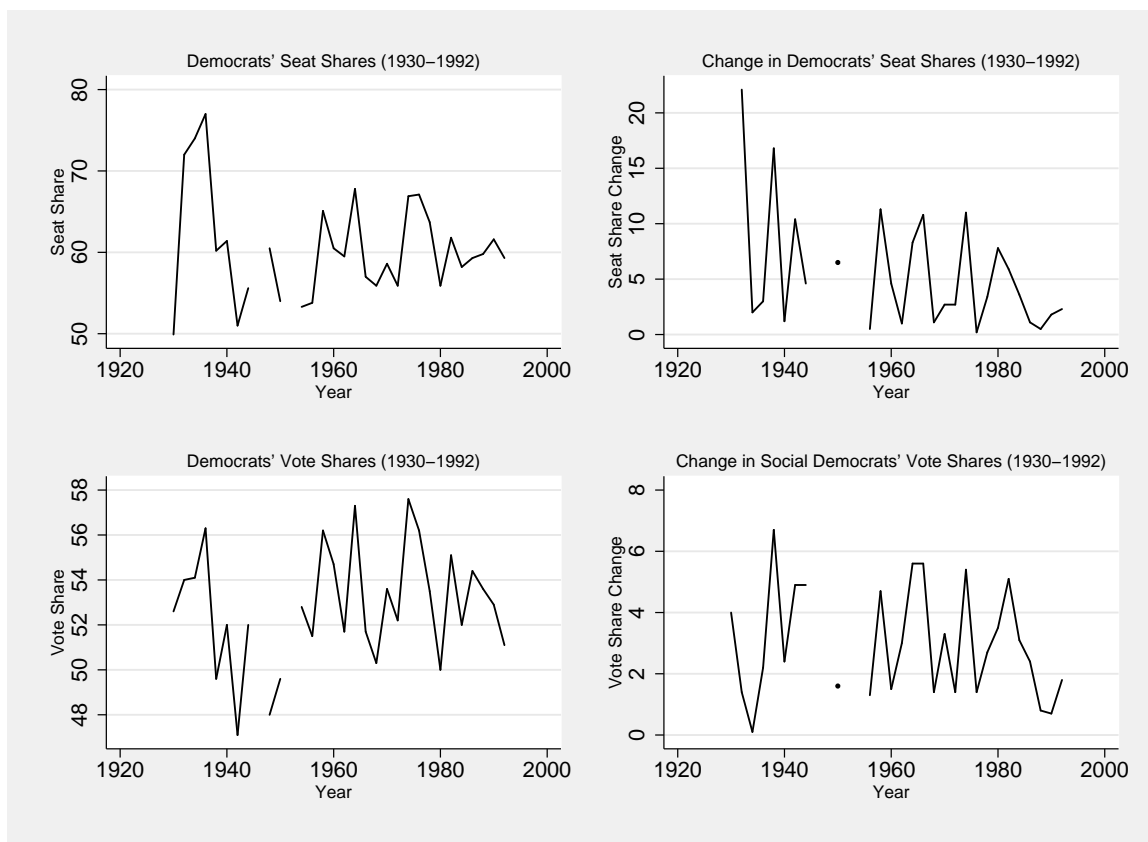 Democrats’ Seat Shares (1930−1992)
Seat Share
80
70
60
50
1920 1940 1960 1980 2000
Year
Change in Democrats’ Seat Shares (1930−1992)
Seat Share Change
20
15
10
5
0
1920 1940 1960 1980 2000
Year
Democrats’ Vote Shares (1930−1992)
Vote Share
58
56
54
52
50
48
1920 1940 1960 1980 2000
Year
Change in Social Democrats’ Vote Shares (1930−1992)
Vote Share Change
8
6
4
2
0
1920 1940 1960 1980 2000
Year